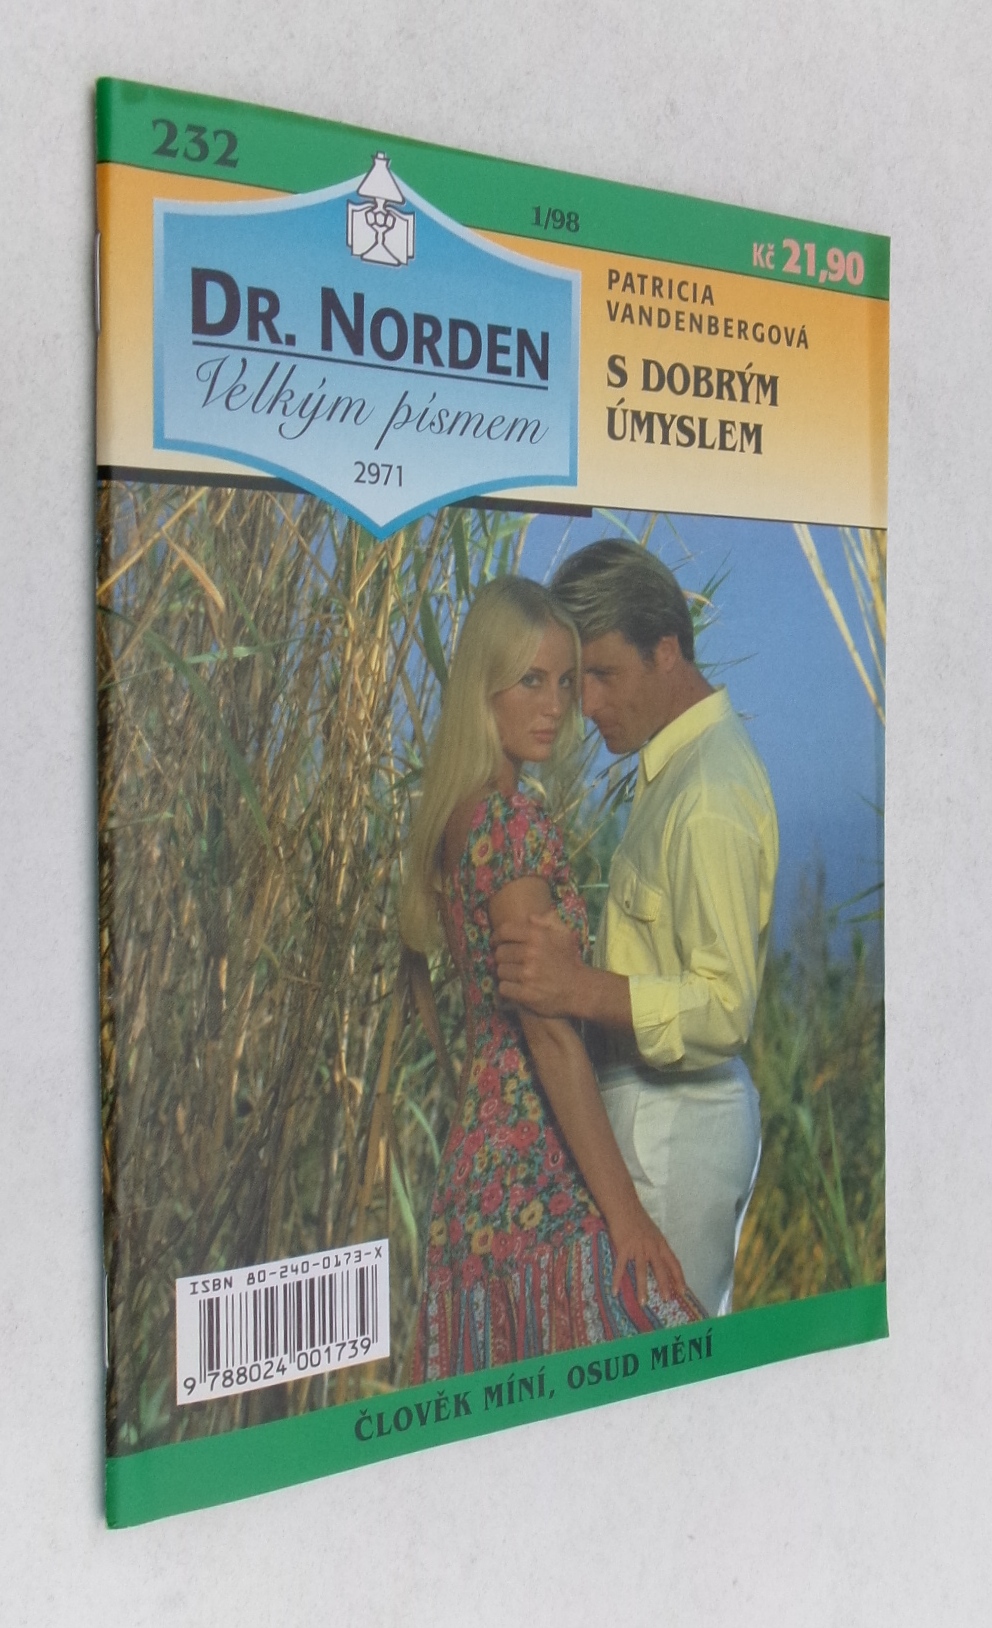 232
1/98
Kč 21,90
DR. NORDEN
Velkým písmem
2971
PATRICIA
VANDENBERGOVÁ
S DOBRÝM
ÚMYSLEM
ISBN 80-240-0173-X
9 788024 001739
ČLOVĚK MÍNÍ, OSUD MĚNÍ